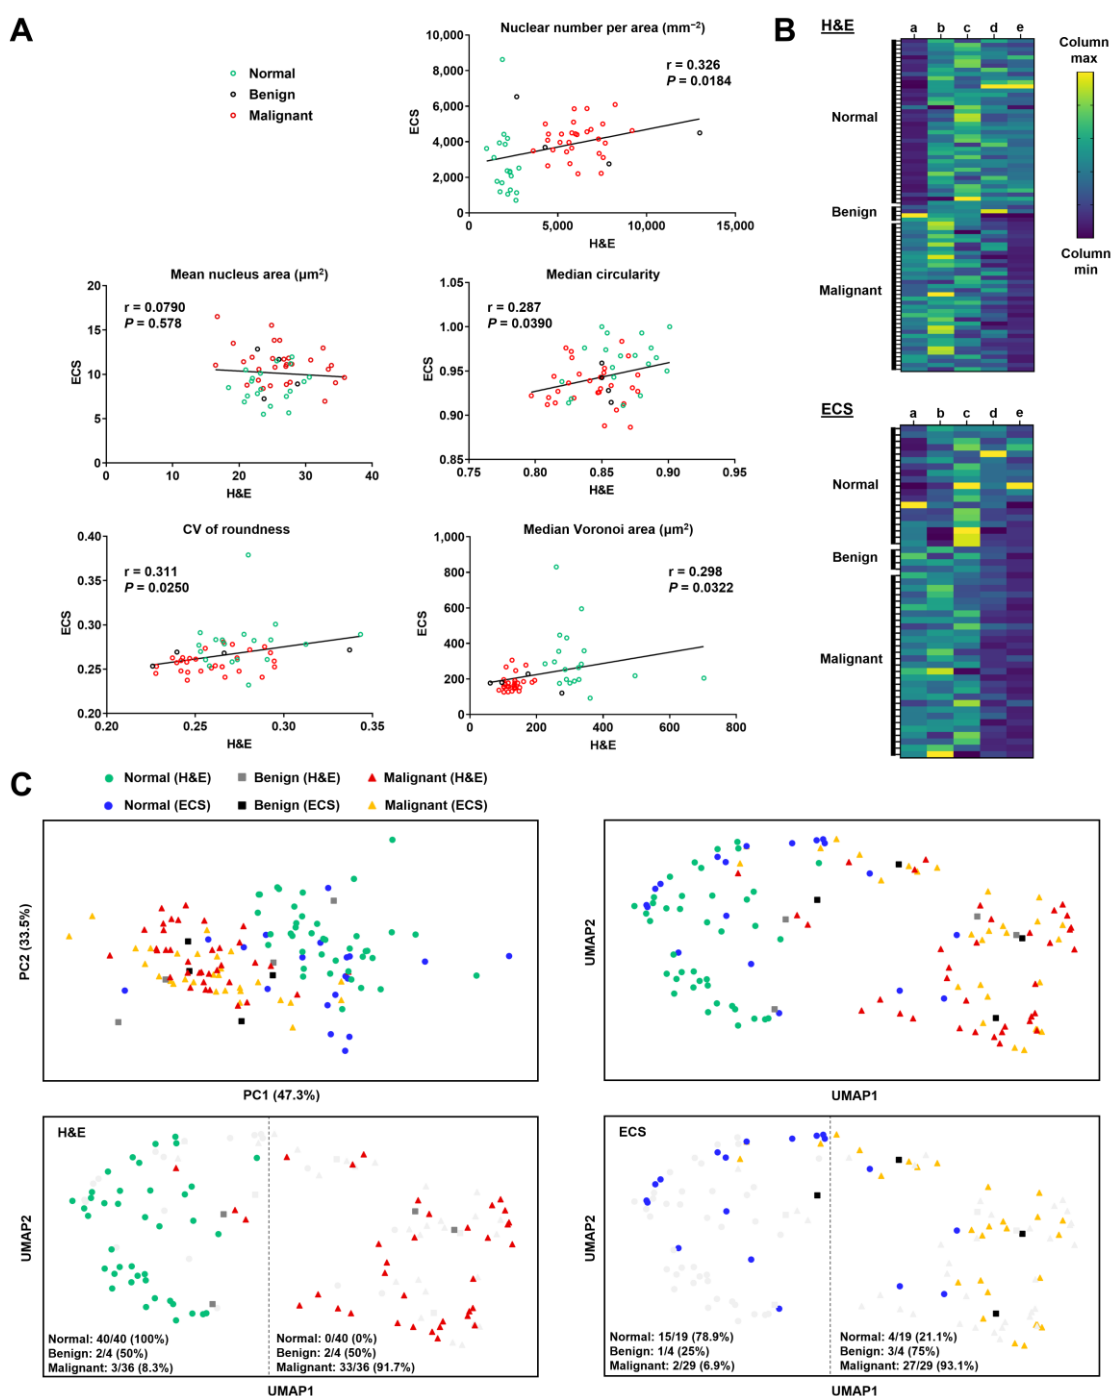 A
Normal
Benign
Malignant
Nuclear number per area (mm⁻²)
10,000
8,000
6,000
4,000
2,000
0
ECS
r = 0.326
P = 0.0184
0
5,000
10,000
15,000
H&E
Mean nucleus area (µm²)
20
15
10
5
0
ECS
r = 0.0790
P = 0.578
0
10
20
30
40
H&E
Median circularity
1.05
1.00
0.95
0.90
0.85
ECS
r = 0.287
P = 0.0390
0.75
0.80
0.85
0.90
0.95
H&E
CV of roundness
0.40
0.35
0.30
0.25
0.20
ECS
r = 0.311
P = 0.0250
0.20
0.25
0.30
0.35
H&E
Median Voronoi area (µm²)
1,000
800
600
400
200
0
ECS
r = 0.298
P = 0.0322
0
200
400
600
800
H&E
B
H&E
a b c d e
Normal
Benign
Malignant
Column
max
Column
min
ECS
a b c d e
Normal
Benign
Malignant
C
Normal (H&E) Benign (H&E) Malignant (H&E)
Normal (ECS) Benign (ECS) Malignant (ECS)
PC2 (33.5%)
PC1 (47.3%)
UMAP2
UMAP1
H&E
UMAP2
Normal: 40/40 (100%)
Benign: 2/4 (50%)
Malignant: 3/36 (8.3%)
Normal: 0/40 (0%)
Benign: 2/4 (50%)
Malignant: 33/36 (91.7%)
UMAP1
ECS
UMAP2
Normal: 15/19 (78.9%)
Benign: 1/4 (25%)
Malignant: 2/29 (6.9%)
Normal: 4/19 (21.1%)
Benign: 3/4 (75%)
Malignant: 27/29 (93.1%)
UMAP1